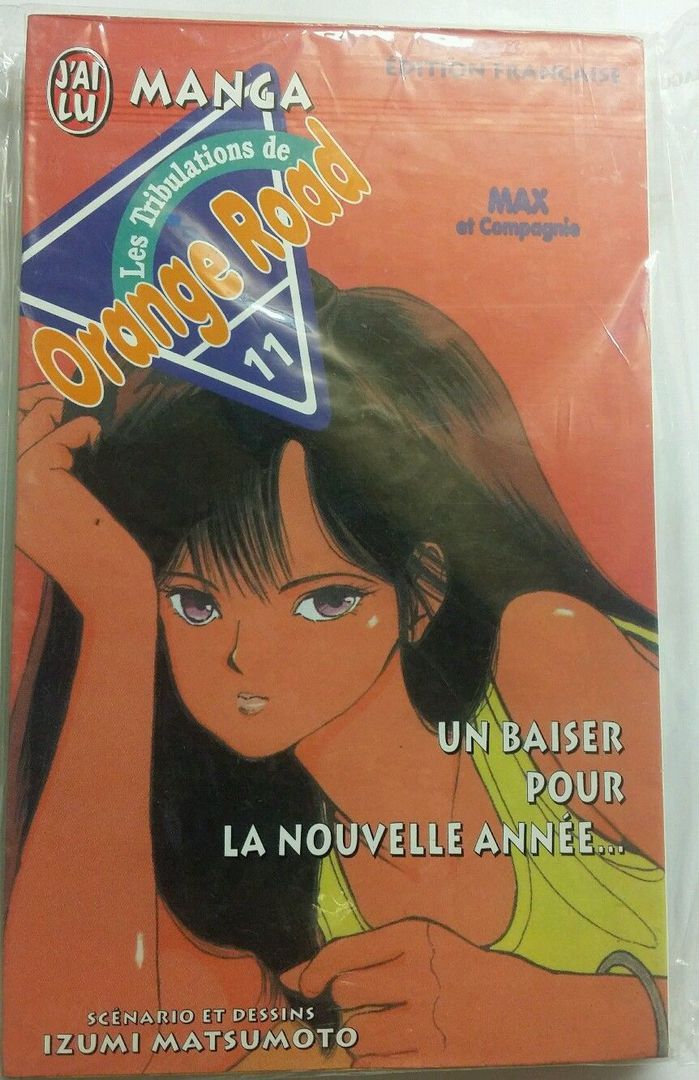 J'AI LU
MANGA
ÉDITION FRANÇAISE
Les Tribulations de
Orange Road
11
MAX
et Compagnie
UN BAISER
POUR
LA NOUVELLE ANNÉE...
SCÉNARIO ET DESSINS
IZUMI MATSUMOTO